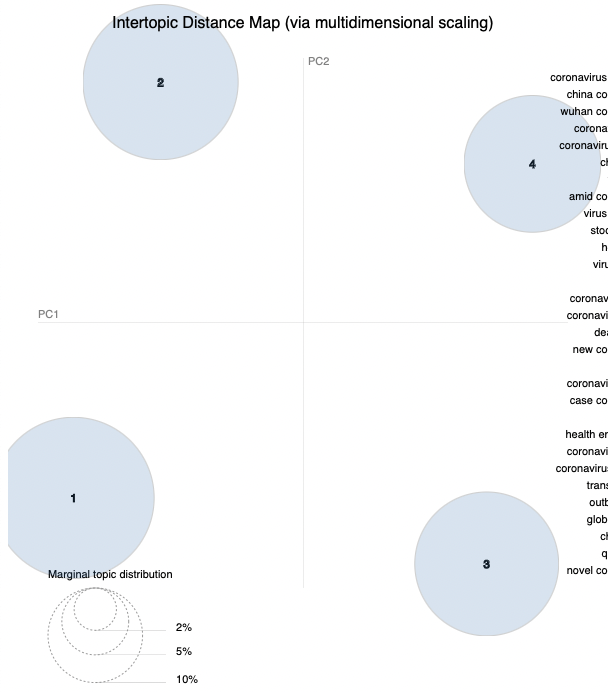 Intertopic Distance Map (via multidimensional scaling)
PC2
PC1
2
4
1
3
coronavirus
china co
wuhan co
corona
coronaviru
ch
amid co
virus
stoc
h
viru
coronav
coronavi
dea
new co
coronavi
case co
health er
coronavi
coronavirus
trans
outb
glob
ch
q
novel co
Marginal topic distribution
2%
5%
10%